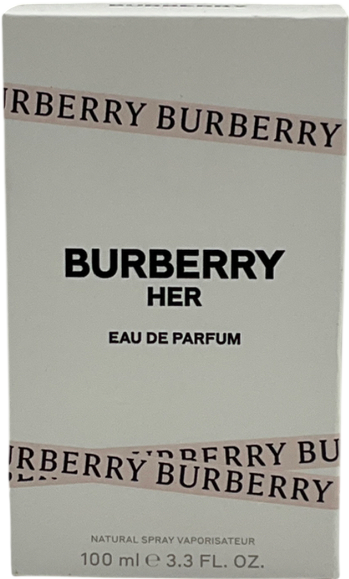 BURBERRY
URBERRY BURBERRY
BURBERRY
HER
EAU DE PARFUM
URBERRY BU
URBERRY BURBERRY
NATURAL SPRAY VAPORISATEUR
100 ml ℮ 3.3 FL. OZ.